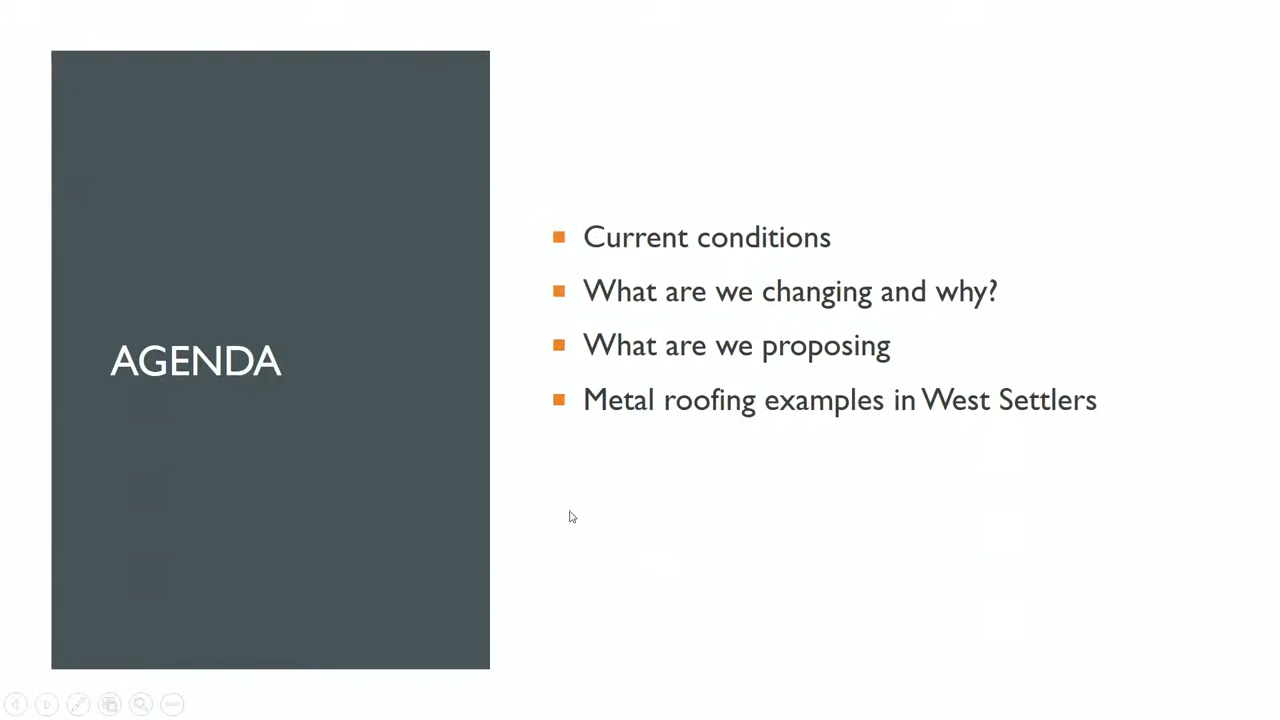 AGENDA
Current conditions
What are we changing and why?
What are we proposing
Metal roofing examples in West Settlers